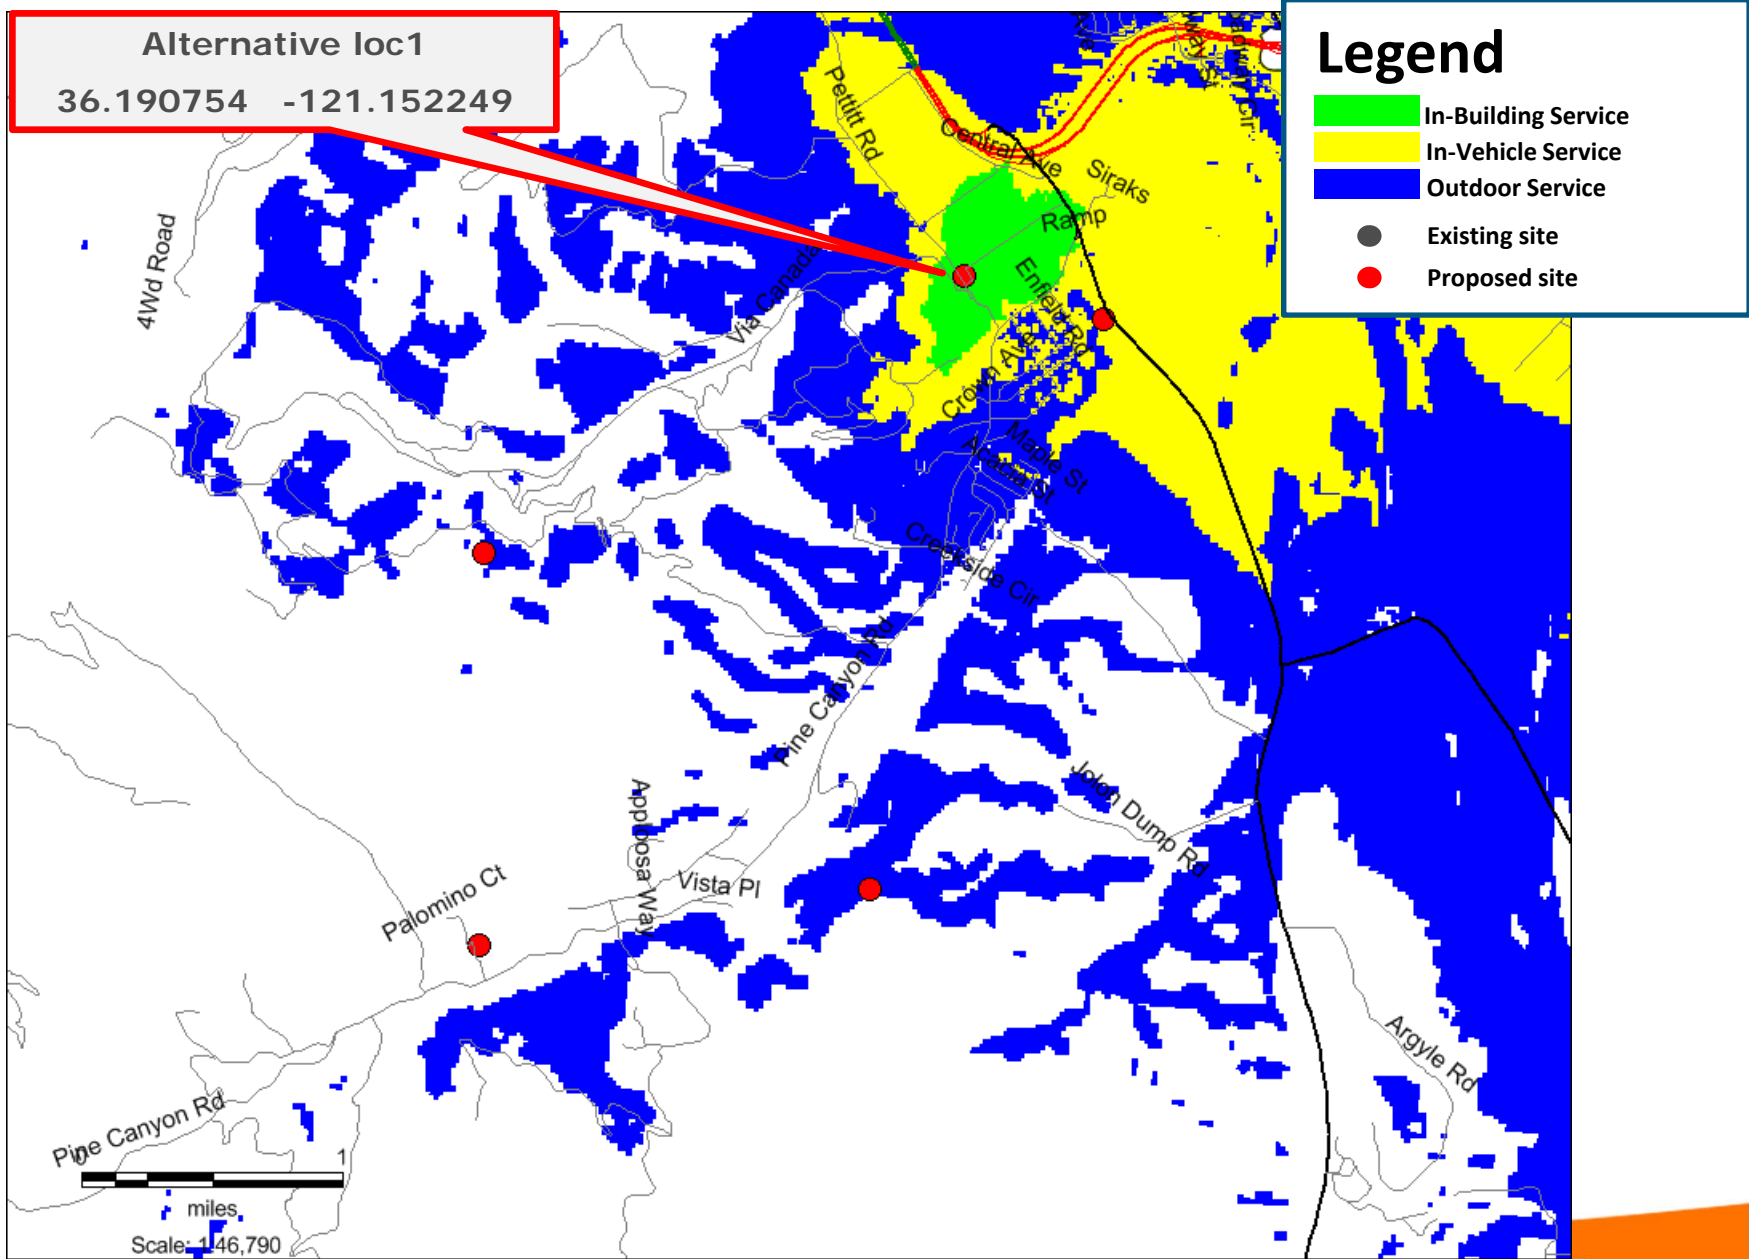 Alternative loc1
36.190754 -121.152249
Legend
In-Building Service
In-Vehicle Service
Outdoor Service
Existing site
Proposed site
Pettitt Rd
Central Ave
Siraks
Ramp
Enfield Rd
4Wd Road
Via Canada
Crown Ave
Maple St
Acacia St
Creekside Cir
Pine Canyon Rd
Jolon Dump Rd
Apploosa Way
Vista Pl
Palomino Ct
Argyle Rd
Pine Canyon Rd
0 1
miles
Scale: 1:46,790